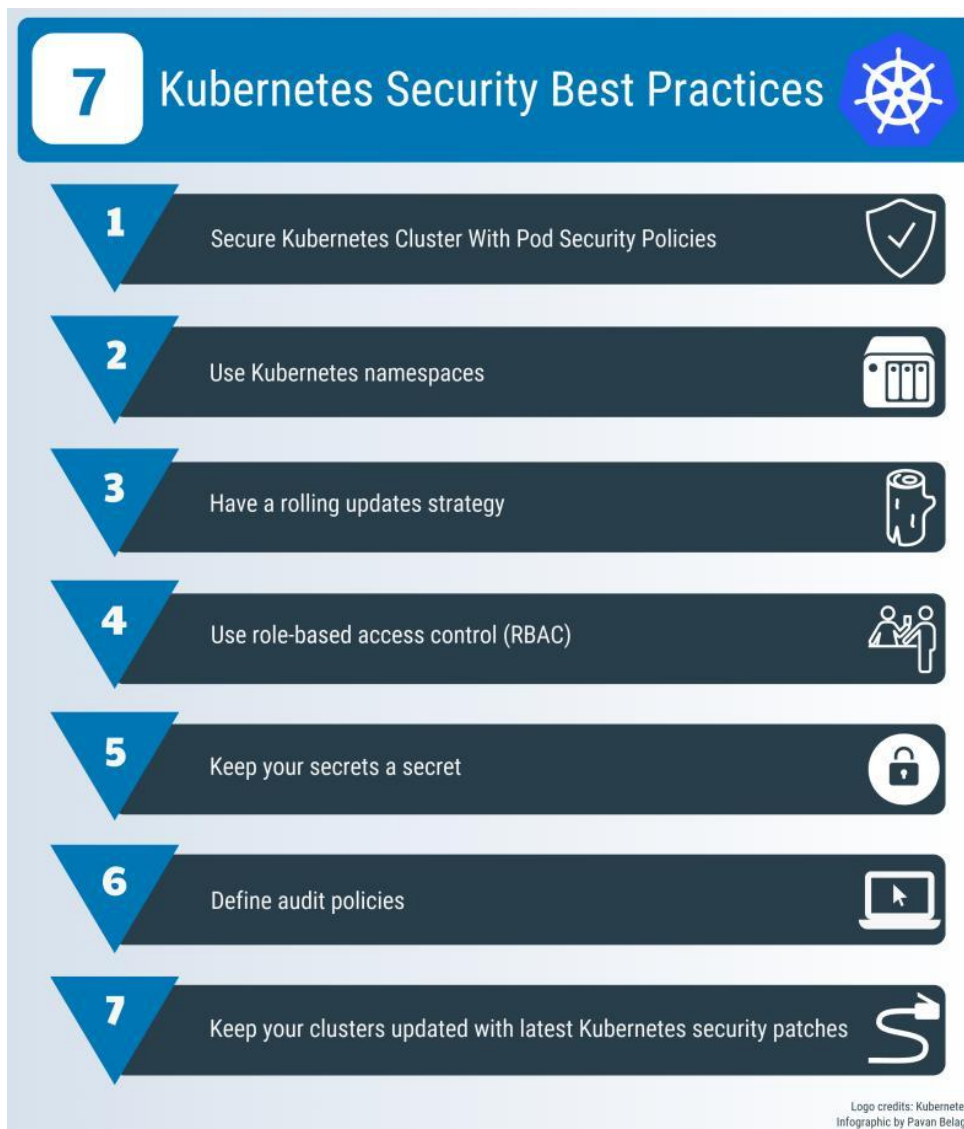 7 Kubernetes Security Best Practices
1
Secure Kubernetes Cluster With Pod Security Policies
2
Use Kubernetes namespaces
3
Have a rolling updates strategy
4
Use role-based access control (RBAC)
5
Keep your secrets a secret
6
Define audit policies
7
Keep your clusters updated with latest Kubernetes security patches
Logo credits: Kubernete
Infographic by Pavan Belag